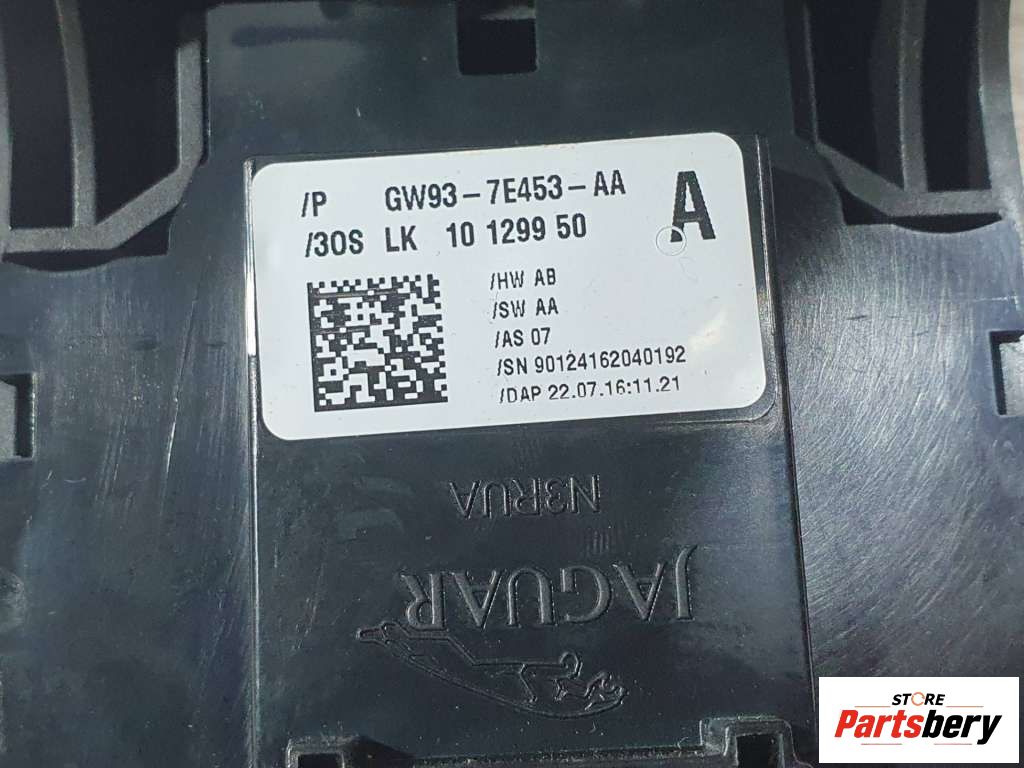 /P GW93-7E453-AA A
/3OS LK 10 1299 50
/HW AB
/SW AA
/AS 07
/SN 90124162040192
/DAP 22.07.16:11.21
N3RUA
JAGUAR
STORE
Partsbery